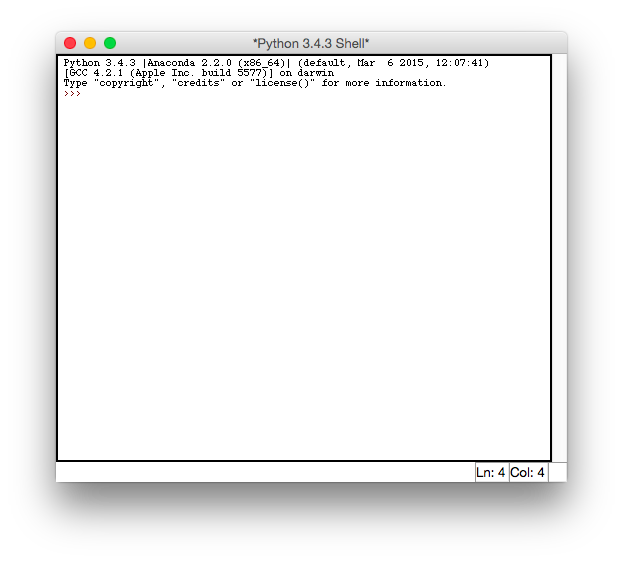 *Python 3.4.3 Shell*
Python 3.4.3 |Anaconda 2.2.0 (x86_64)| (default, Mar  6 2015, 12:07:41)
[GCC 4.2.1 (Apple Inc. build 5577)] on darwin
Type "copyright", "credits" or "license()" for more information.
>>>
Ln: 4 Col: 4